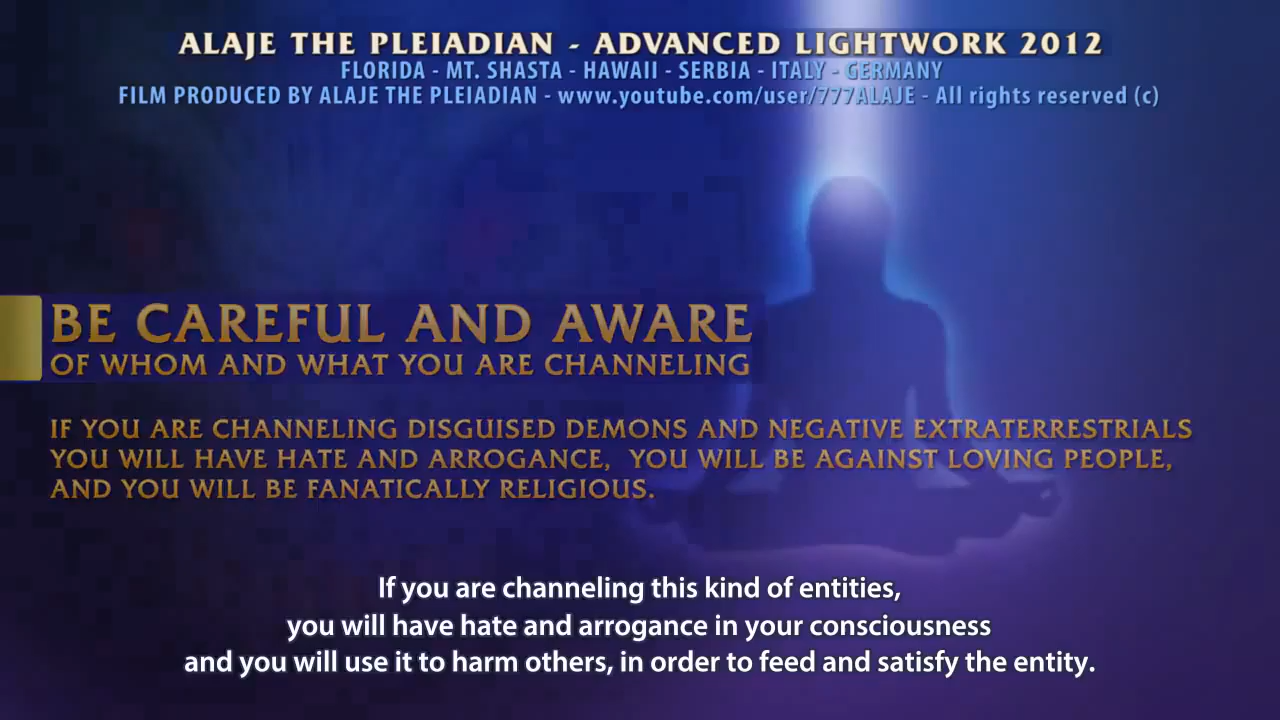 ALAJE THE PLEIADIAN - ADVANCED LIGHTWORK 2012
FLORIDA - MT. SHASTA - HAWAII - SERBIA - ITALY - GERMANY
FILM PRODUCED BY ALAJE THE PLEIADIAN - www.youtube.com/user/777ALAJE - All rights reserved (c)
BE CAREFUL AND AWARE
OF WHOM AND WHAT YOU ARE CHANNELING
IF YOU ARE CHANNELING DISGUISED DEMONS AND NEGATIVE EXTRATERRESTRIALS
YOU WILL HAVE HATE AND ARROGANCE, YOU WILL BE AGAINST LOVING PEOPLE,
AND YOU WILL BE FANATICALLY RELIGIOUS.
If you are channeling this kind of entities,
you will have hate and arrogance in your consciousness
and you will use it to harm others, in order to feed and satisfy the entity.